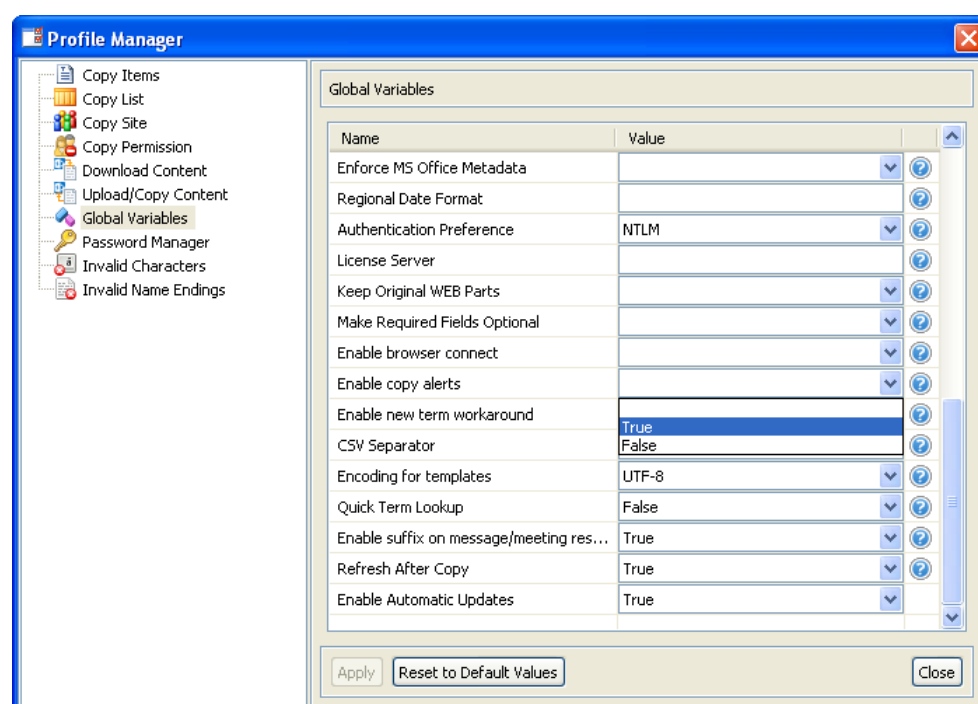 Profile Manager
Copy Items
Copy List
Copy Site
Copy Permission
Download Content
Upload/Copy Content
Global Variables
Password Manager
Invalid Characters
Invalid Name Endings
Global Variables
Name Value
Enforce MS Office Metadata
Regional Date Format
Authentication Preference NTLM
License Server
Keep Original WEB Parts
Make Required Fields Optional
Enable browser connect
Enable copy alerts
Enable new term workaround
True
CSV Separator False
Encoding for templates UTF-8
Quick Term Lookup False
Enable suffix on message/meeting res... True
Refresh After Copy True
Enable Automatic Updates True
Apply Reset to Default Values Close